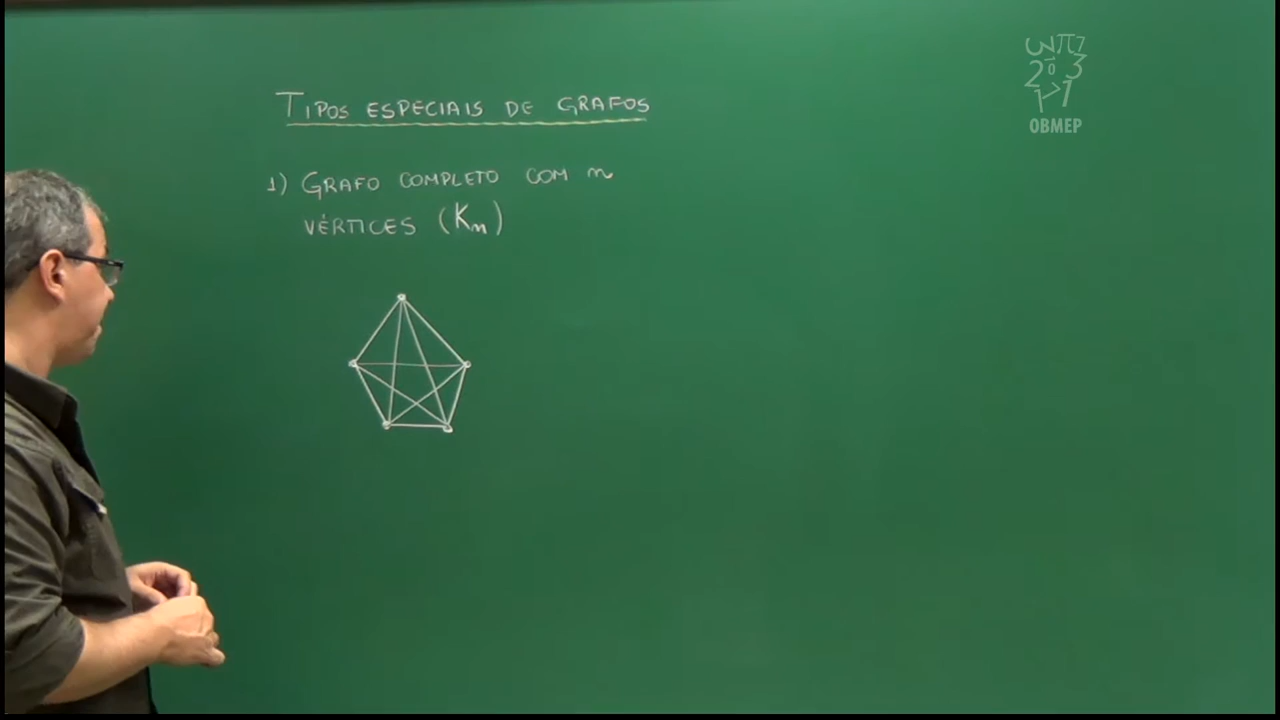 TIPOS ESPECIAIS DE GRAFOS
1) GRAFO COMPLETO COM n
VÉRTICES (Kn)
OBMEP